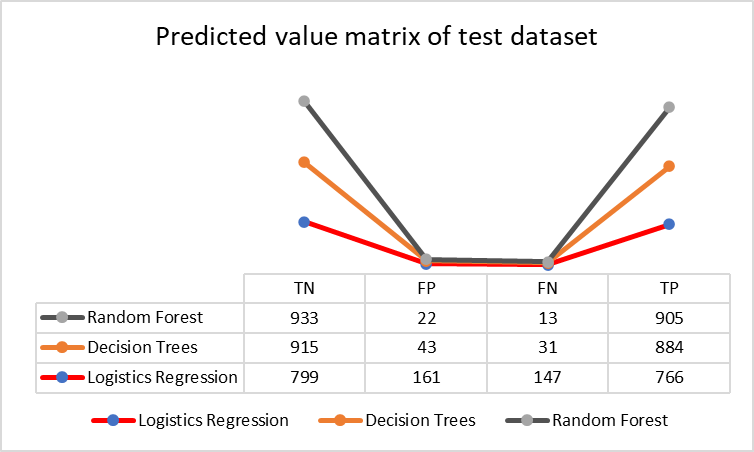 Predicted value matrix of test dataset
TN FP FN TP
Random Forest 933 22 13 905
Decision Trees 915 43 31 884
Logistics Regression 799 161 147 766
Logistics Regression Decision Trees Random Forest